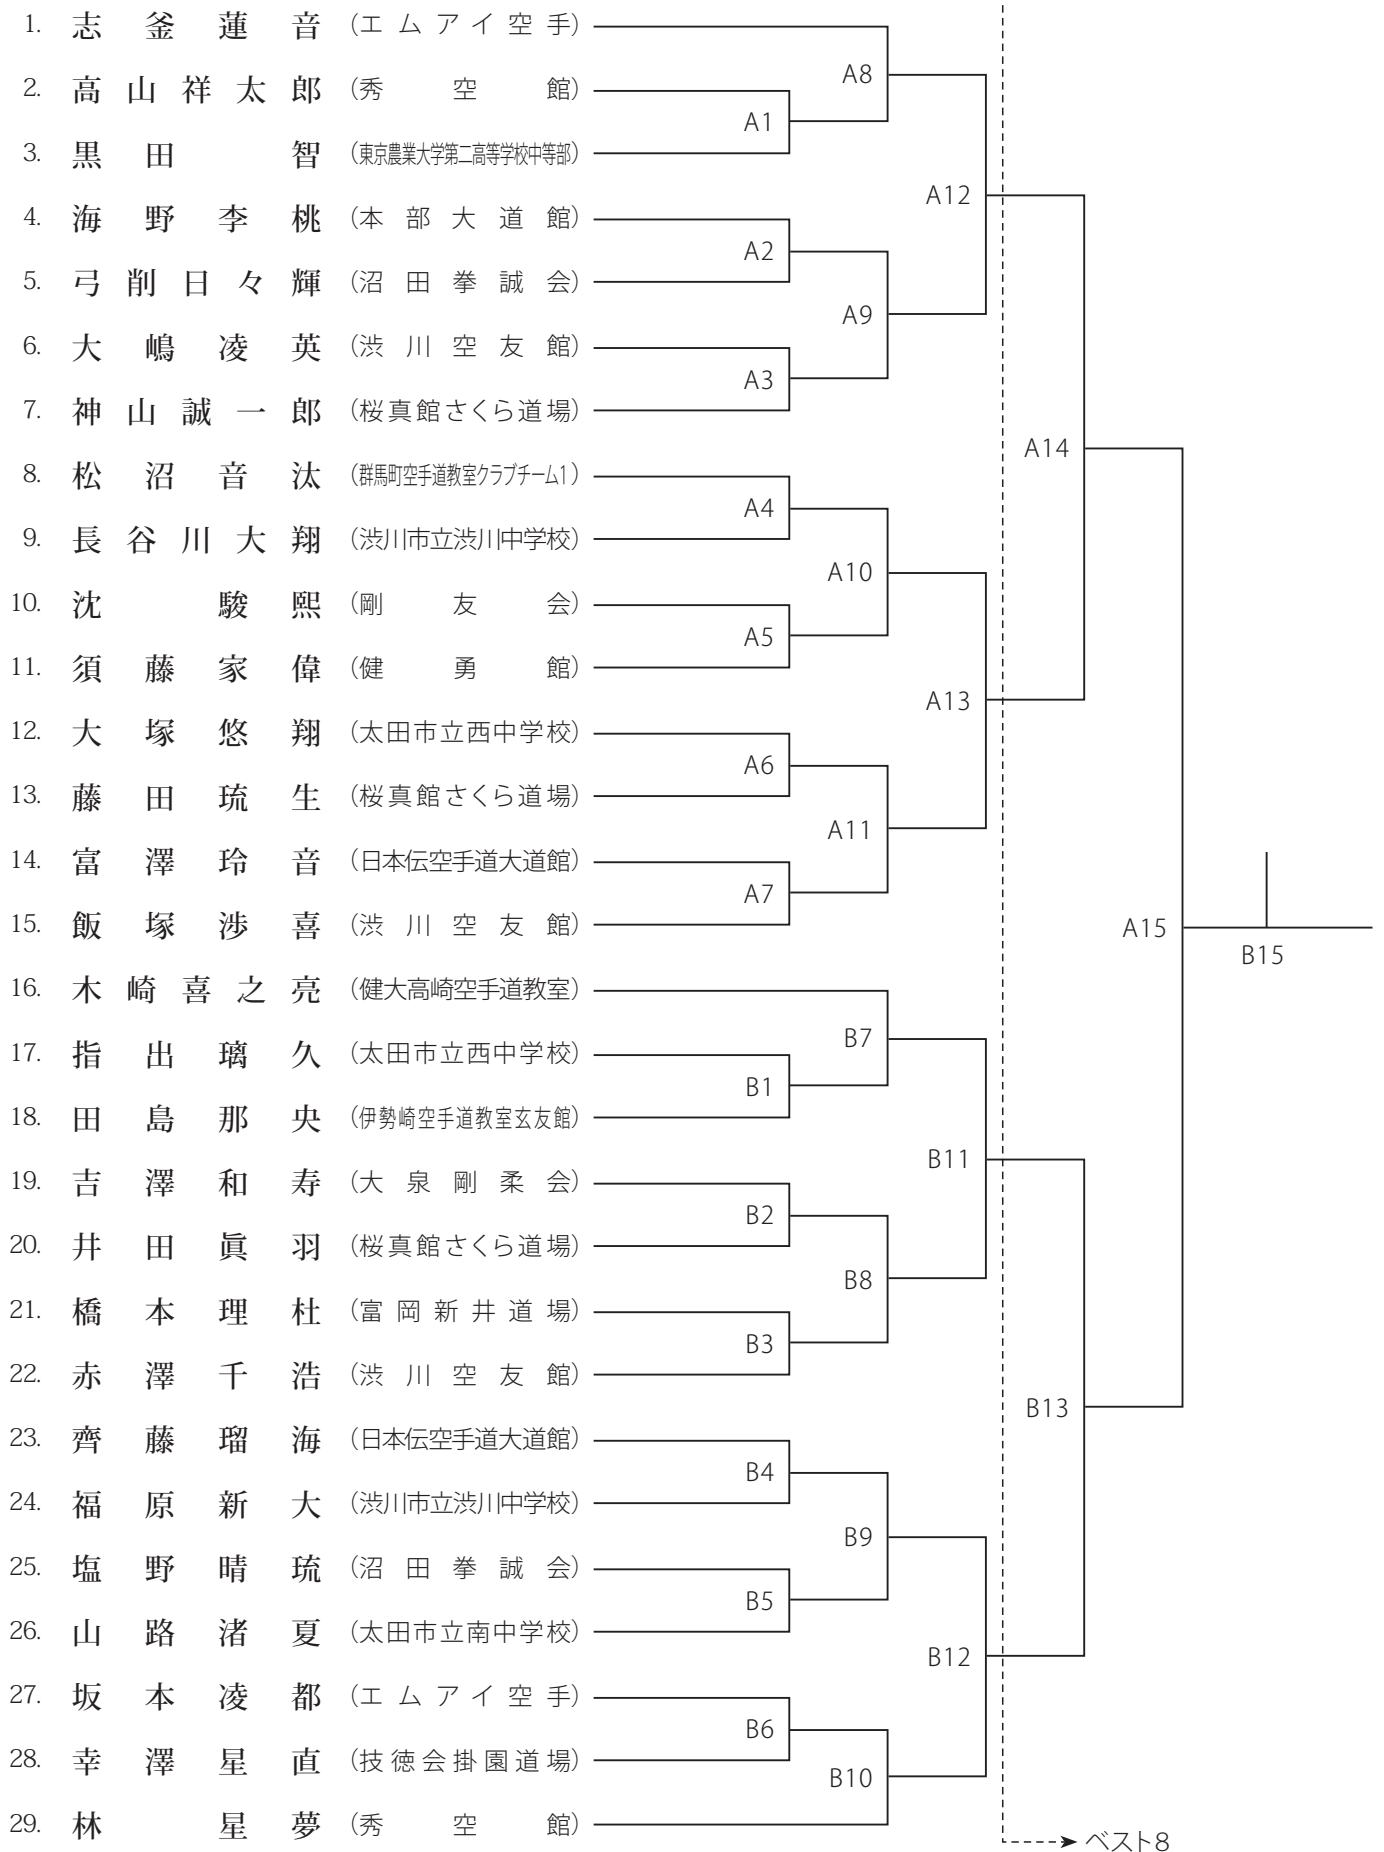 1. 志釜蓮音 (エムアイ空手)
A8
2. 高山祥太郎 (秀空館)
A1
3. 黒田智 (東京農業大学第二高等学校中等部)
A12
4. 海野李桃 (本部大道館)
A2
5. 弓削日々輝 (沼田拳誠会)
A9
6. 大嶋凌英 (渋川空友館)
A3
7. 神山誠一郎 (桜真館さくら道場)
A14
8. 松沼音汰 (群馬町空手道教室クラブチーム1)
A4
9. 長谷川大翔 (渋川市立渋川中学校)
A10
10. 沈駿熙 (剛友会)
A5
11. 須藤家偉 (健勇館)
A13
12. 大塚悠翔 (太田市立西中学校)
A6
13. 藤田琉生 (桜真館さくら道場)
A11
14. 富澤玲音 (日本伝空手道大道館)
A7
15. 飯塚渉喜 (渋川空友館)
A15
B15
16. 木崎喜之亮 (健大高崎空手道教室)
B7
17. 指出璃久 (太田市立西中学校)
B1
18. 田島那央 (伊勢崎空手道教室玄友館)
B11
19. 吉澤和寿 (大泉剛柔会)
B2
20. 井田眞羽 (桜真館さくら道場)
B8
21. 橋本理杜 (富岡新井道場)
B3
22. 赤澤千浩 (渋川空友館)
B13
23. 齊藤瑠海 (日本伝空手道大道館)
B4
24. 福原新大 (渋川市立渋川中学校)
B9
25. 塩野晴琉 (沼田拳誠会)
B5
26. 山路渚夏 (太田市立南中学校)
B12
27. 坂本凌都 (エムアイ空手)
B6
28. 幸澤星直 (技徳会掛園道場)
B10
29. 林星夢 (秀空館)
ベスト8